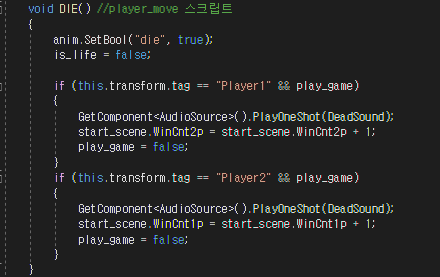 void DIE() //player_move 스크립트
{
anim.SetBool("die", true);
is_life = false;
if (this.transform.tag == "Player1" && play_game)
{
GetComponent<AudioSource>().PlayOneShot(DeadSound);
start_scene.WinCnt2p = start_scene.WinCnt2p + 1;
play_game = false;
}
if (this.transform.tag == "Player2" && play_game)
{
GetComponent<AudioSource>().PlayOneShot(DeadSound);
start_scene.WinCnt1p = start_scene.WinCnt1p + 1;
play_game = false;
}
}